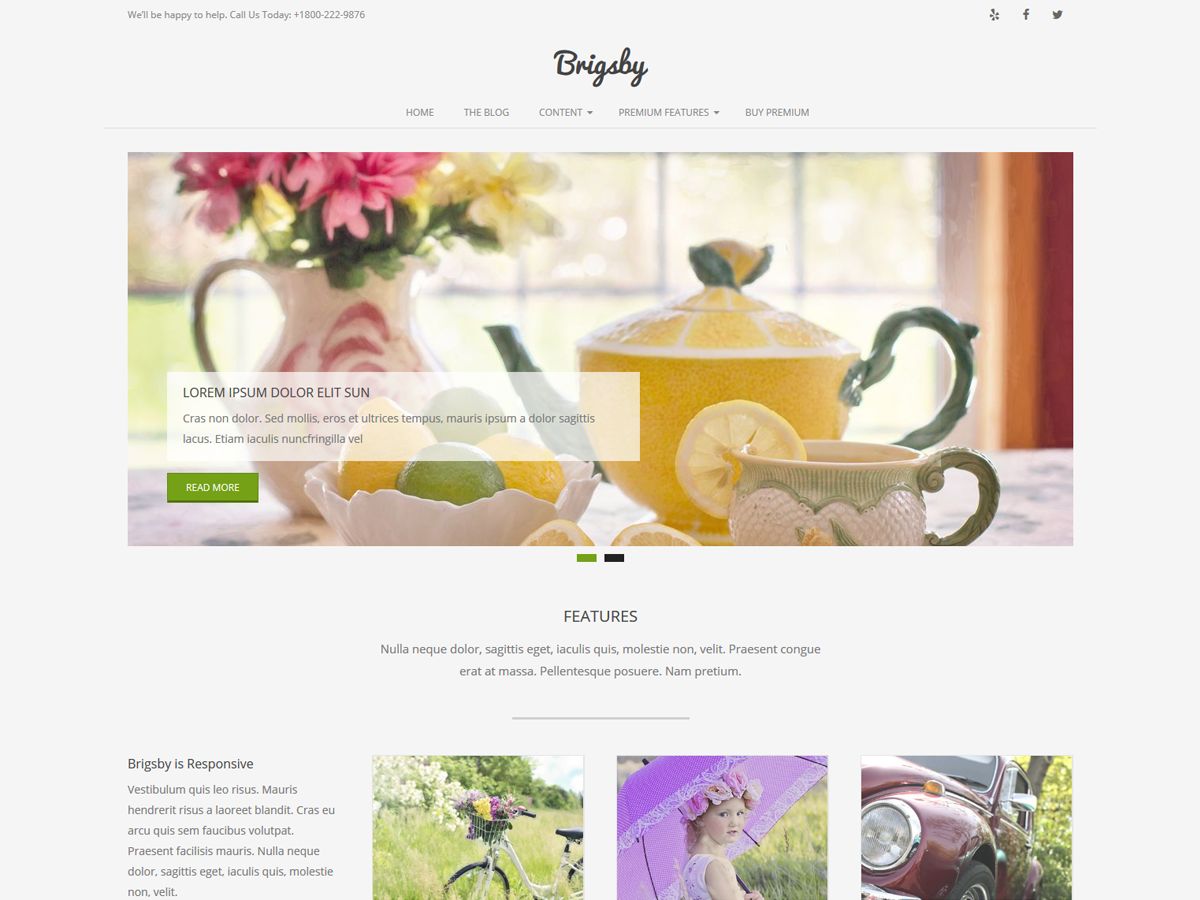 We'll be happy to help. Call Us Today: +1800-222-9876
Brigsby
HOME THE BLOG CONTENT PREMIUM FEATURES BUY PREMIUM
LOREM IPSUM DOLOR ELIT SUN
Cras non dolor. Sed mollis, eros et ultrices tempus, mauris ipsum a dolor sagittis
lacus. Etiam iaculis nuncfringilla vel
READ MORE
FEATURES
Nulla neque dolor, sagittis eget, iaculis quis, molestie non, velit. Praesent congue
erat at massa. Pellentesque posuere. Nam pretium.
Brigsby is Responsive
Vestibulum quis leo risus. Mauris
hendrerit risus a laoreet blandit. Cras eu
arcu quis sem faucibus volutpat.
Praesent facilisis mauris. Nulla neque
dolor, sagittis eget, iaculis quis, molestie
non, velit.